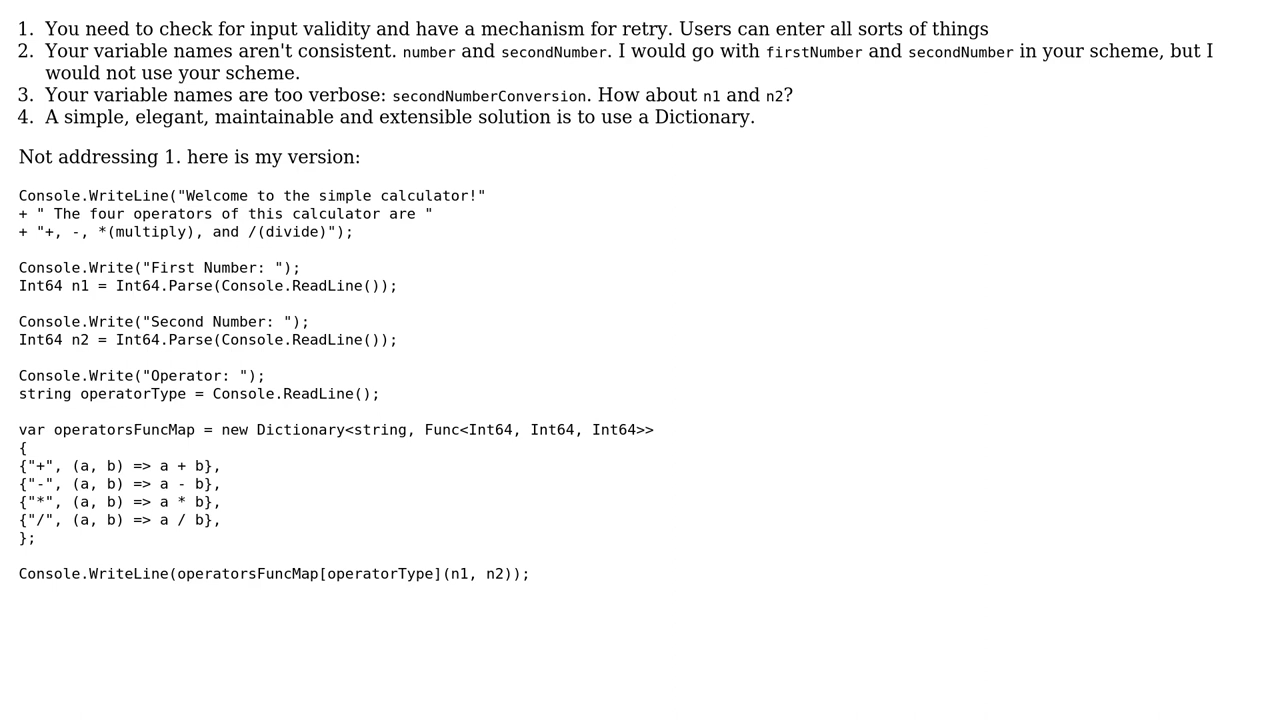 1. You need to check for input validity and have a mechanism for retry. Users can enter all sorts of things
2. Your variable names aren't consistent. number and secondNumber. I would go with firstNumber and secondNumber in your scheme, but I
would not use your scheme.
3. Your variable names are too verbose: secondNumberConversion. How about n1 and n2?
4. A simple, elegant, maintainable and extensible solution is to use a Dictionary.
Not addressing 1. here is my version:
Console.WriteLine("Welcome to the simple calculator!"
+ " The four operators of this calculator are "
+ "+, -, *(multiply), and /(divide)");
Console.Write("First Number: ");
Int64 n1 = Int64.Parse(Console.ReadLine());
Console.Write("Second Number: ");
Int64 n2 = Int64.Parse(Console.ReadLine());
Console.Write("Operator: ");
string operatorType = Console.ReadLine();
var operatorsFuncMap = new Dictionary<string, Func<Int64, Int64, Int64>>
{
{"+", (a, b) => a + b},
{"-", (a, b) => a - b},
{"*", (a, b) => a * b},
{"/", (a, b) => a / b},
};
Console.WriteLine(operatorsFuncMap[operatorType](n1, n2));